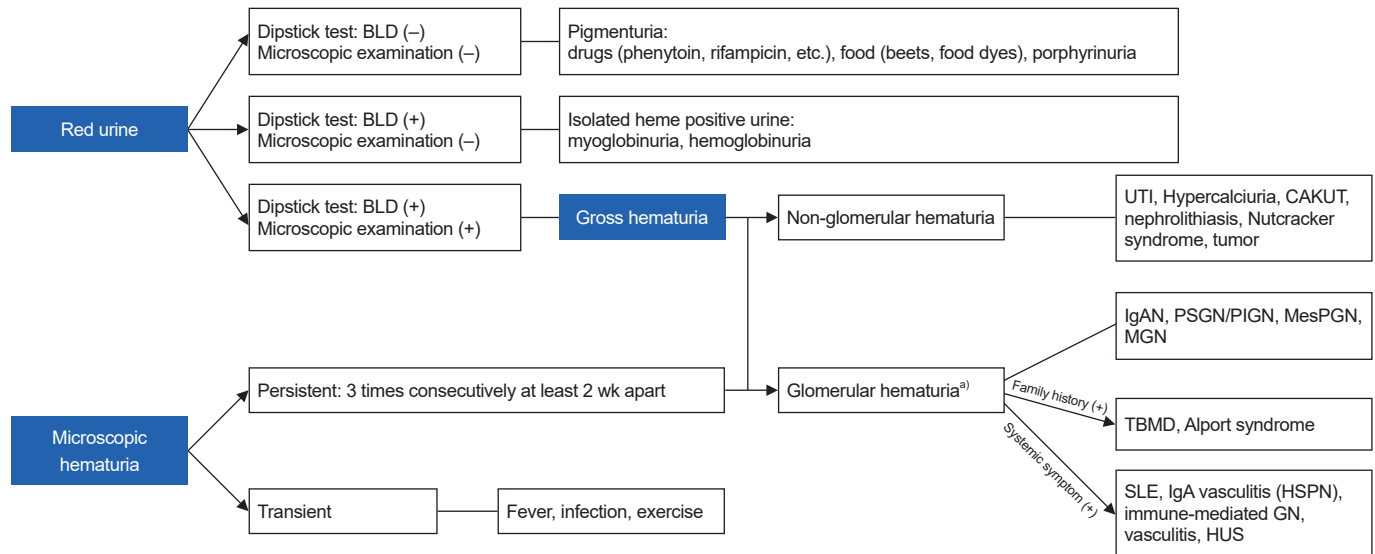 Red urine
Dipstick test: BLD (–)
Microscopic examination (–)
Pigmenturia:
drugs (phenytoin, rifampicin, etc.), food (beets, food dyes), porphyrinuria
Dipstick test: BLD (+)
Microscopic examination (–)
Isolated heme positive urine:
myoglobinuria, hemoglobinuria
Dipstick test: BLD (+)
Microscopic examination (+)
Gross hematuria
Non-glomerular hematuria
UTI, Hypercalciuria, CAKUT,
nephrolithiasis, Nutcracker
syndrome, tumor
Microscopic
hematuria
Persistent: 3 times consecutively at least 2 wk apart
Glomerular hematuria a)
IgAN, PSGN/PIGN, MesPGN,
MGN
Family history (+)
TBMD, Alport syndrome
Systemic symptom (+)
SLE, IgA vasculitis (HSPN),
immune-mediated GN,
vasculitis, HUS
Transient
Fever, infection, exercise